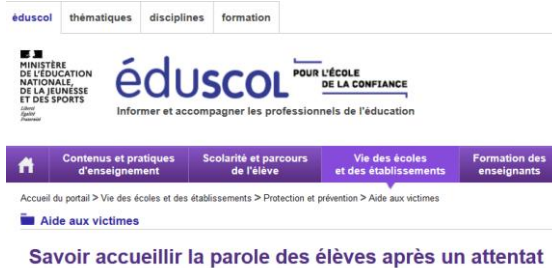 éduscol thématiques disciplines formation
MINISTÈRE
DE L'ÉDUCATION
NATIONALE,
DE LA JEUNESSE
ET DES SPORTS
Liberté
Égalité
Fraternité
éduscol
POUR L'ÉCOLE
DE LA CONFIANCE
Informer et accompagner les professionnels de l'éducation
Contenus et pratiques
d'enseignement
Scolarité et parcours
de l'élève
Vie des écoles
et des établissements
Formation des
enseignants
Accueil du portail > Vie des écoles et des établissements > Protection et prévention > Aide aux victimes
Aide aux victimes
Savoir accueillir la parole des élèves après un attentat